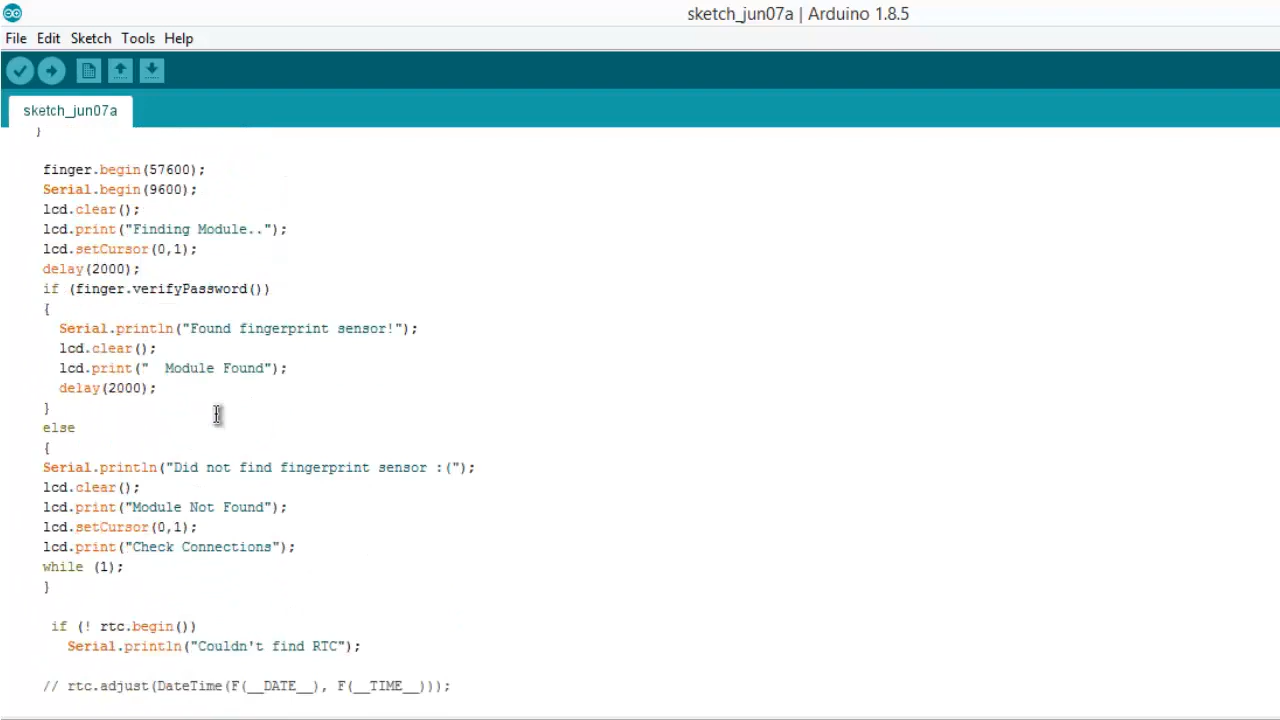 sketch_jun07a | Arduino 1.8.5
File Edit Sketch Tools Help
sketch_jun07a
}
finger.begin(57600);
Serial.begin(9600);
lcd.clear();
lcd.print("Finding Module..");
lcd.setCursor(0,1);
delay(2000);
if (finger.verifyPassword())
{
Serial.println("Found fingerprint sensor!");
lcd.clear();
lcd.print("  Module Found");
delay(2000);
}
else
{
Serial.println("Did not find fingerprint sensor :(");
lcd.clear();
lcd.print("Module Not Found");
lcd.setCursor(0,1);
lcd.print("Check Connections");
while (1);
}
if (! rtc.begin())
Serial.println("Couldn't find RTC");
// rtc.adjust(DateTime(F(__DATE__), F(__TIME__)));